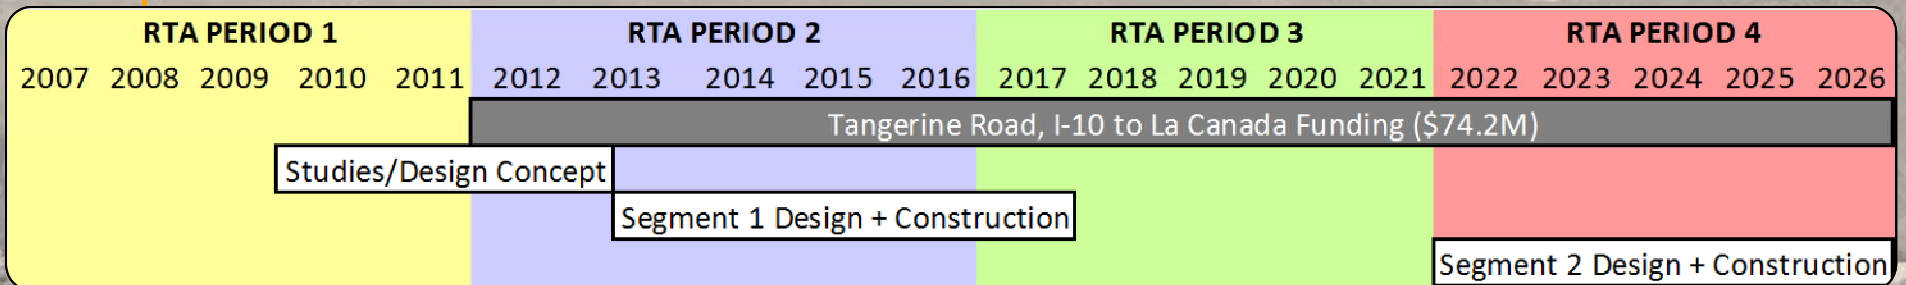 RTA PERIOD 1 RTA PERIOD 2 RTA PERIOD 3 RTA PERIOD 4
2007 2008 2009 2010 2011 2012 2013 2014 2015 2016 2017 2018 2019 2020 2021 2022 2023 2024 2025 2026
Tangerine Road, I-10 to La Canada Funding ($74.2M)
Studies/Design Concept
Segment 1 Design + Construction
Segment 2 Design + Construction